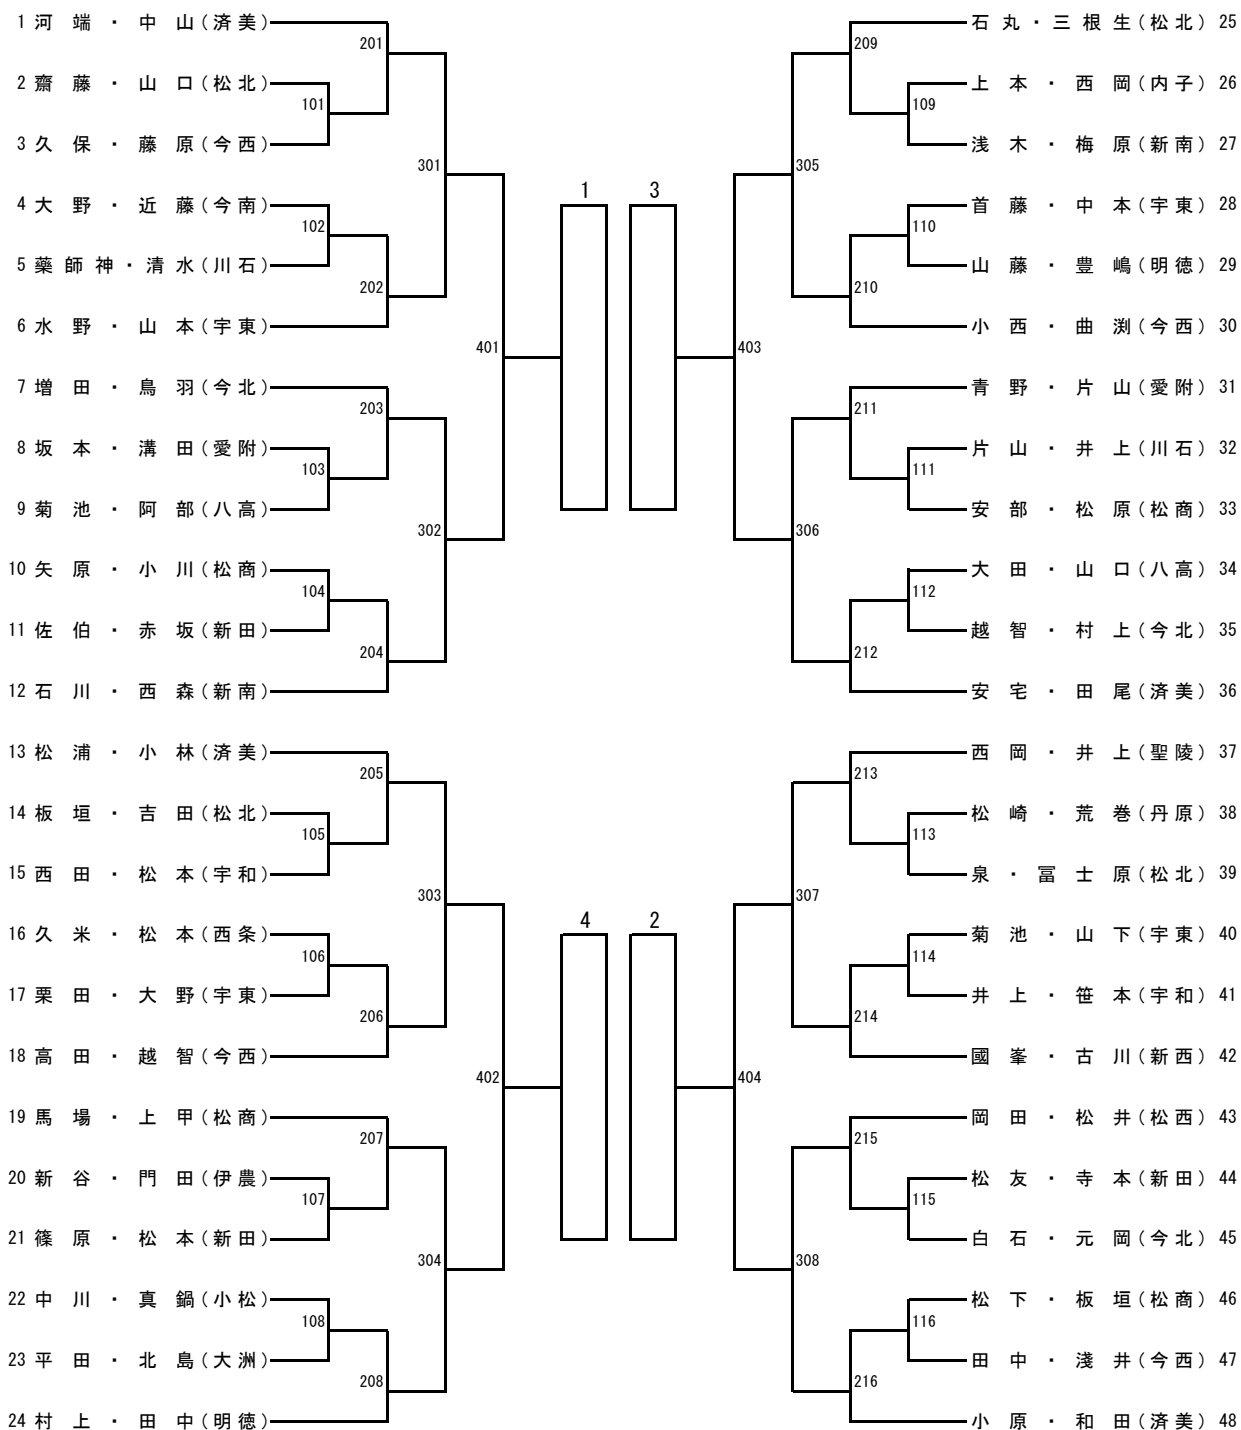 1 河端・中山(済美)
201
2 齋藤・山口(松北)
101
3 久保・藤原(今西)
301
4 大野・近藤(今南)
102
5 藥師神・清水(川石)
202
6 水野・山本(宇東)
401
7 増田・鳥羽(今北)
203
8 坂本・溝田(愛附)
103
9 菊池・阿部(八高)
302
10 矢原・小川(松商)
104
11 佐伯・赤坂(新田)
204
12 石川・西森(新南)
13 松浦・小林(済美)
205
14 板垣・吉田(松北)
105
15 西田・松本(宇和)
303
16 久米・松本(西条)
106
17 栗田・大野(宇東)
206
18 高田・越智(今西)
402
19 馬場・上甲(松商)
207
20 新谷・門田(伊農)
107
21 篠原・松本(新田)
304
22 中川・真鍋(小松)
108
23 平田・北島(大洲)
208
24 村上・田中(明徳)
1
3
4
2
石丸・三根生(松北) 25
209
上本・西岡(内子) 26
109
浅木・梅原(新南) 27
305
首藤・中本(宇東) 28
110
山藤・豊嶋(明徳) 29
210
小西・曲渕(今西) 30
403
青野・片山(愛附) 31
211
片山・井上(川石) 32
111
安部・松原(松商) 33
306
大田・山口(八高) 34
112
越智・村上(今北) 35
212
安宅・田尾(済美) 36
西岡・井上(聖陵) 37
213
松崎・荒巻(丹原) 38
113
泉・冨士原(松北) 39
307
菊池・山下(宇東) 40
114
井上・笹本(宇和) 41
214
國峯・古川(新西) 42
404
岡田・松井(松西) 43
215
松友・寺本(新田) 44
115
白石・元岡(今北) 45
308
松下・板垣(松商) 46
116
田中・淺井(今西) 47
216
小原・和田(済美) 48